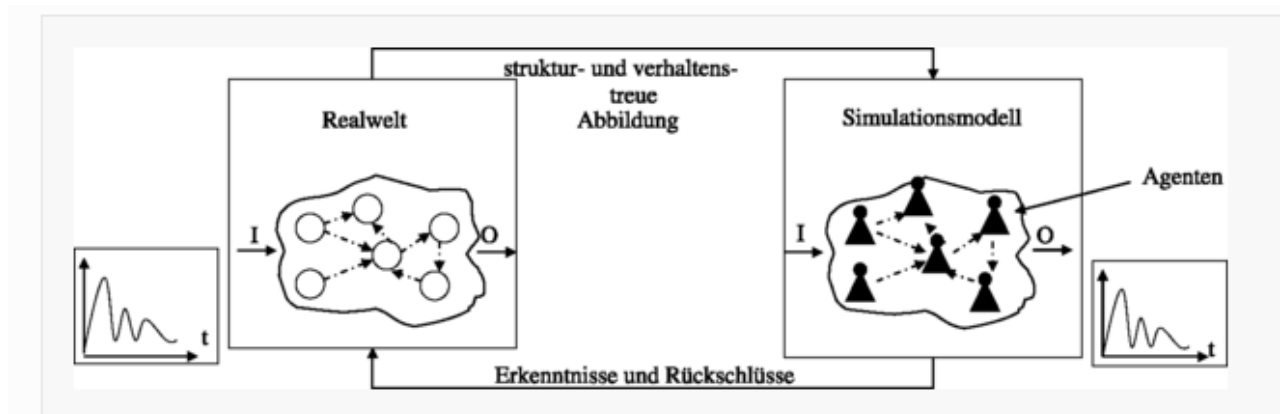 struktur- und verhaltens-
treue
Abbildung
Realwelt
Simulationsmodell
Agenten
I
O
I
O
t
t
Erkenntnisse und Rückschlüsse